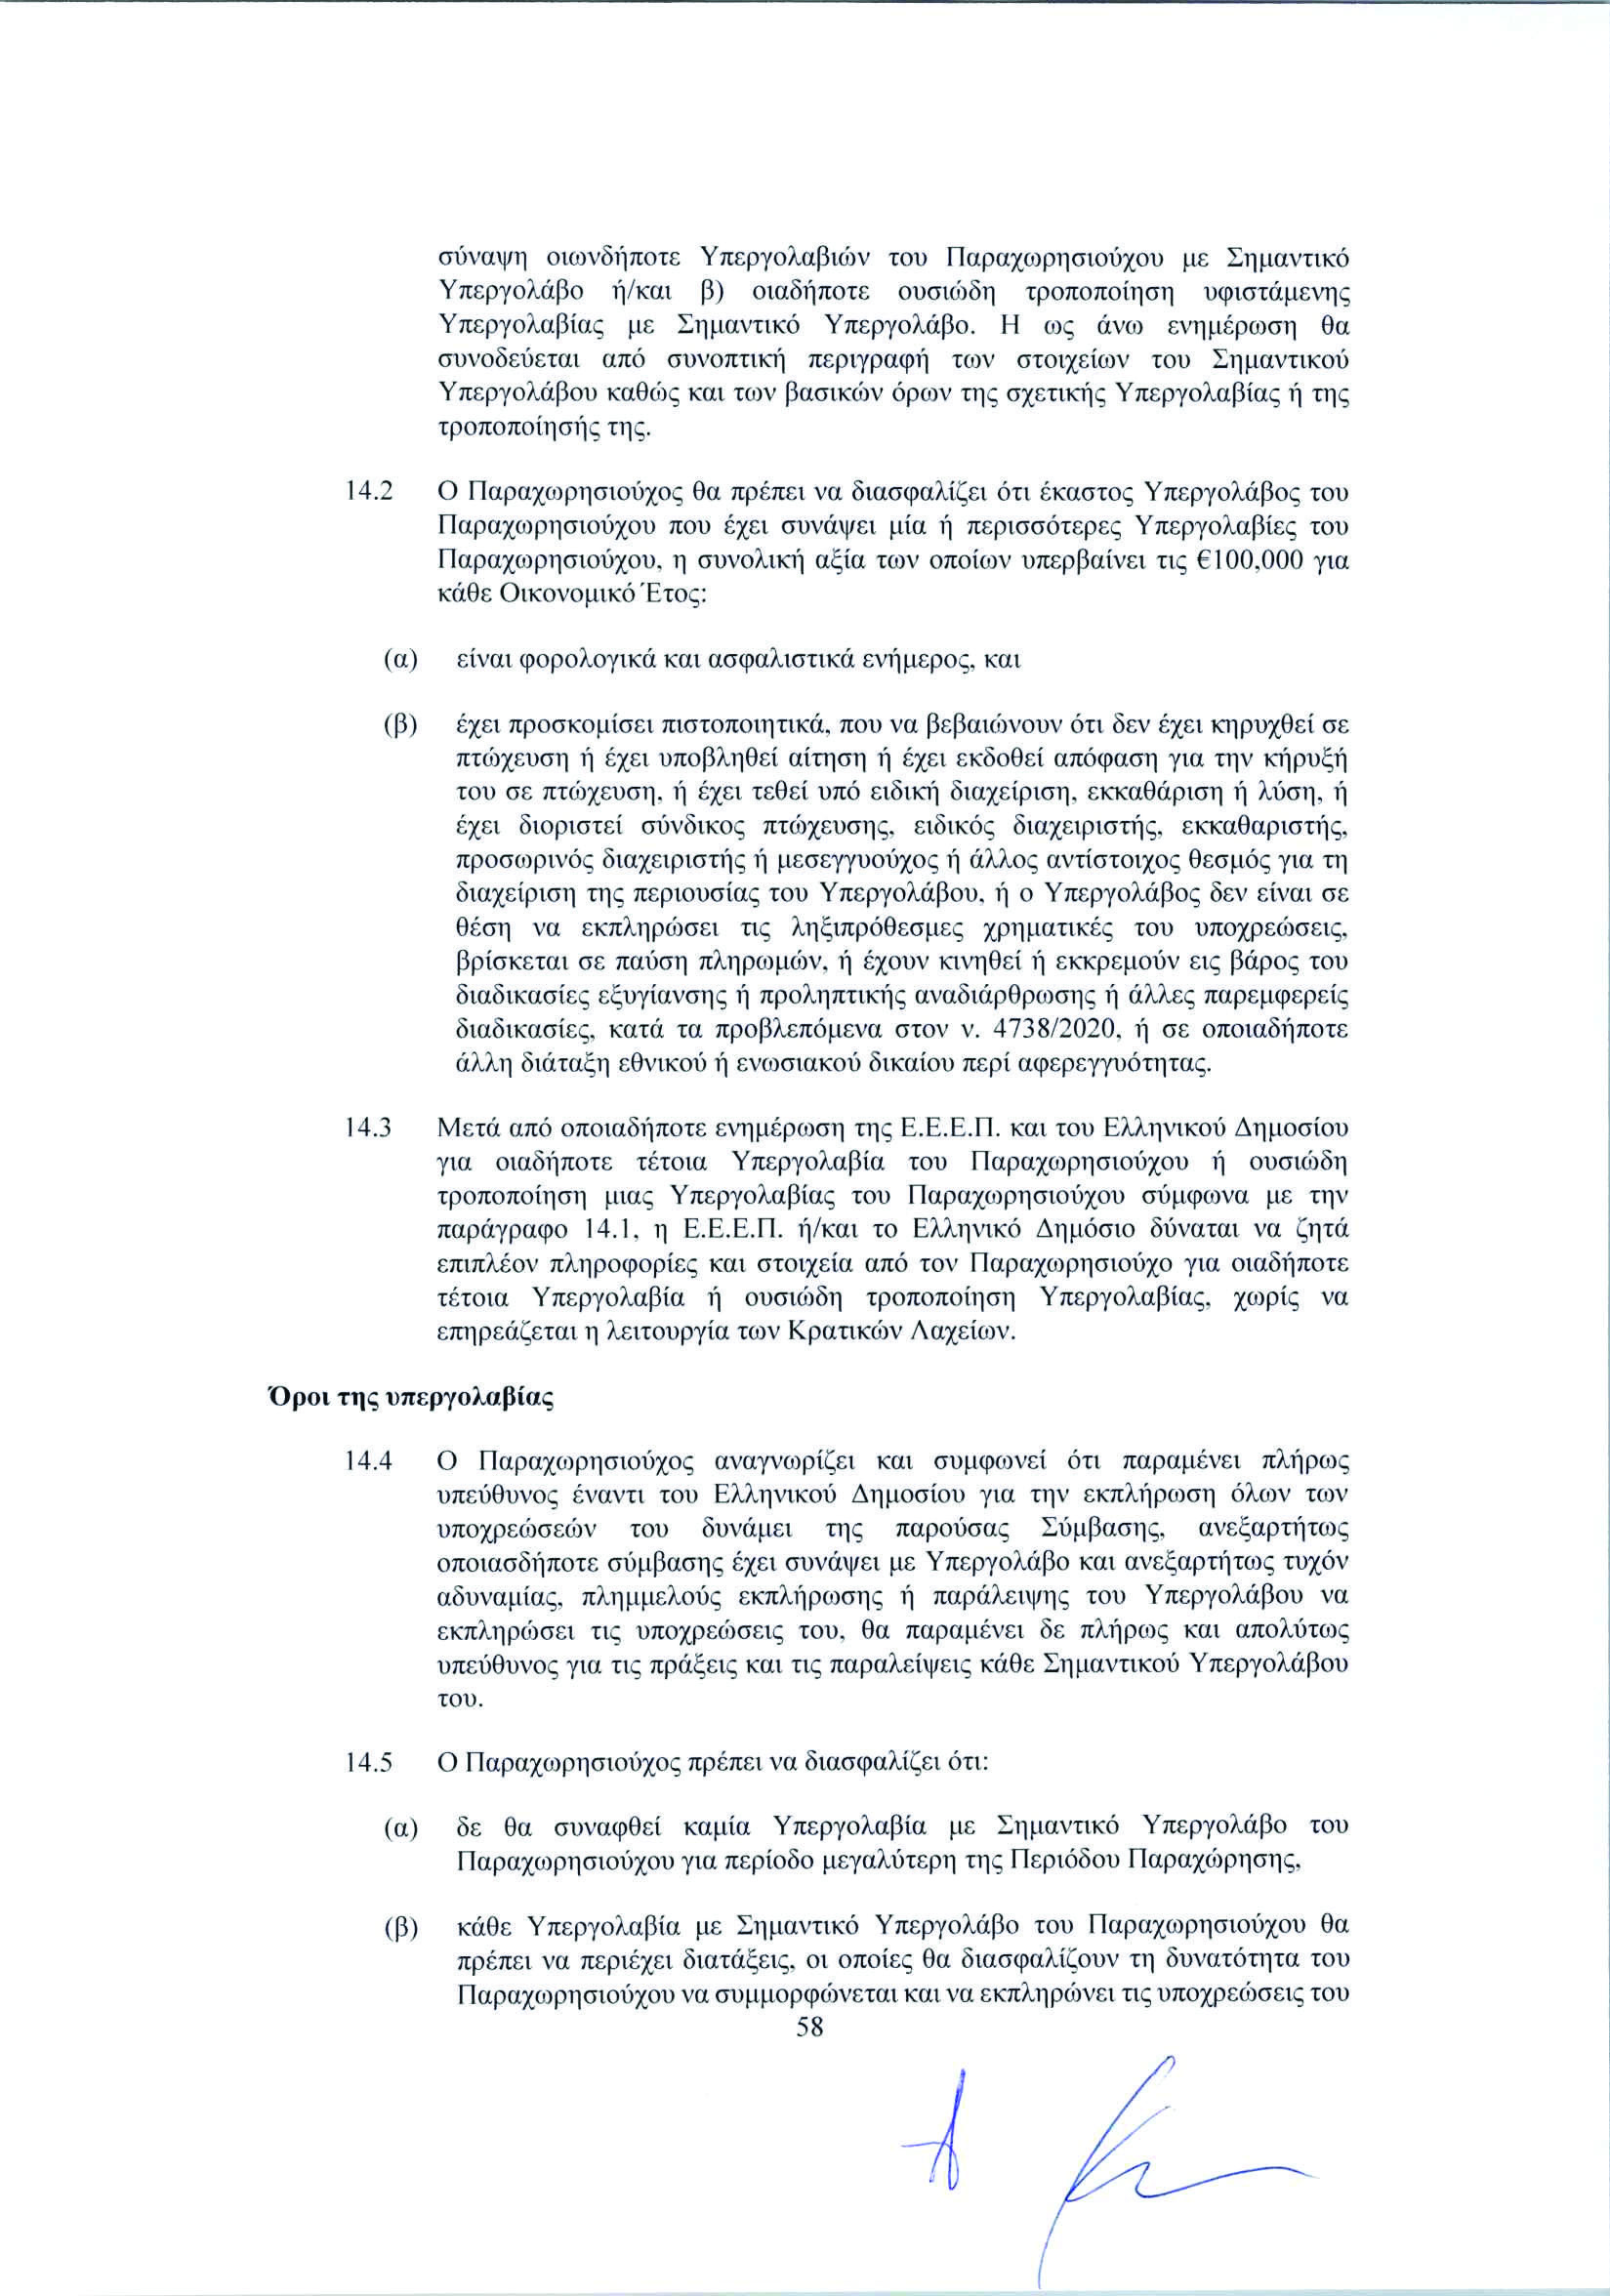 σύναψη οιωνδήποτε Υπεργολαβιών του Παραχωρησιούχου με Σημαντικό
Υπεργολάβο ή/και β) οιαδήποτε ουσιώδη τροποποίηση υφιστάμενης
Υπεργολαβίας με Σημαντικό Υπεργολάβο. Η ως άνω ενημέρωση θα
συνοδεύεται από συνοπτική περιγραφή των στοιχείων του Σημαντικού
Υπεργολάβου καθώς και των βασικών όρων της σχετικής Υπεργολαβίας ή της
τροποποίησής της.
14.2 Ο Παραχωρησιούχος θα πρέπει να διασφαλίζει ότι έκαστος Υπεργολάβος του
Παραχωρησιούχου που έχει συνάψει μία ή περισσότερες Υπεργολαβίες του
Παραχωρησιούχου, η συνολική αξία των οποίων υπερβαίνει τις €100,000 για
κάθε Οικονομικό Έτος:
(α) είναι φορολογικά και ασφαλιστικά ενήμερος, και
(β) έχει προσκομίσει πιστοποιητικά, που να βεβαιώνουν ότι δεν έχει κηρυχθεί σε
πτώχευση ή έχει υποβληθεί αίτηση ή έχει εκδοθεί απόφαση για την κήρυξή
του σε πτώχευση, ή έχει τεθεί υπό ειδική διαχείριση, εκκαθάριση ή λύση, ή
έχει διοριστεί σύνδικος πτώχευσης, ειδικός διαχειριστής, εκκαθαριστής,
προσωρινός διαχειριστής ή μεσεγγυούχος ή άλλος αντίστοιχος θεσμός για τη
διαχείριση της περιουσίας του Υπεργολάβου, ή ο Υπεργολάβος δεν είναι σε
θέση να εκπληρώσει τις ληξιπρόθεσμες χρηματικές του υποχρεώσεις,
βρίσκεται σε παύση πληρωμών, ή έχουν κινηθεί ή εκκρεμούν εις βάρος του
διαδικασίες εξυγίανσης ή προληπτικής αναδιάρθρωσης ή άλλες παρεμφερείς
διαδικασίες, κατά τα προβλεπόμενα στον ν. 4738/2020, ή σε οποιαδήποτε
άλλη διάταξη εθνικού ή ενωσιακού δικαίου περί αφερεγγυότητας.
14.3 Μετά από οποιαδήποτε ενημέρωση της Ε.Ε.Ε.Π. και του Ελληνικού Δημοσίου
για οιαδήποτε τέτοια Υπεργολαβία του Παραχωρησιούχου ή ουσιώδη
τροποποίηση μιας Υπεργολαβίας του Παραχωρησιούχου σύμφωνα με την
παράγραφο 14.1, η Ε.Ε.Ε.Π. ή/και το Ελληνικό Δημόσιο δύναται να ζητά
επιπλέον πληροφορίες και στοιχεία από τον Παραχωρησιούχο για οιαδήποτε
τέτοια Υπεργολαβία ή ουσιώδη τροποποίηση Υπεργολαβίας, χωρίς να
επηρεάζεται η λειτουργία των Κρατικών Λαχείων.
Όροι της υπεργολαβίας
14.4 Ο Παραχωρησιούχος αναγνωρίζει και συμφωνεί ότι παραμένει πλήρως
υπεύθυνος έναντι του Ελληνικού Δημοσίου για την εκπλήρωση όλων των
υποχρεώσεών του δυνάμει της παρούσας Σύμβασης, ανεξαρτήτως
οποιασδήποτε σύμβασης έχει συνάψει με Υπεργολάβο και ανεξαρτήτως τυχόν
αδυναμίας, πλημμελούς εκπλήρωσης ή παράλειψης του Υπεργολάβου να
εκπληρώσει τις υποχρεώσεις του, θα παραμένει δε πλήρως και απολύτως
υπεύθυνος για τις πράξεις και τις παραλείψεις κάθε Σημαντικού Υπεργολάβου
του.
14.5 Ο Παραχωρησιούχος πρέπει να διασφαλίζει ότι:
(α) δε θα συναφθεί καμία Υπεργολαβία με Σημαντικό Υπεργολάβο του
Παραχωρησιούχου για περίοδο μεγαλύτερη της Περιόδου Παραχώρησης,
(β) κάθε Υπεργολαβία με Σημαντικό Υπεργολάβο του Παραχωρησιούχου θα
πρέπει να περιέχει διατάξεις, οι οποίες θα διασφαλίζουν τη δυνατότητα του
Παραχωρησιούχου να συμμορφώνεται και να εκπληρώνει τις υποχρεώσεις του
58